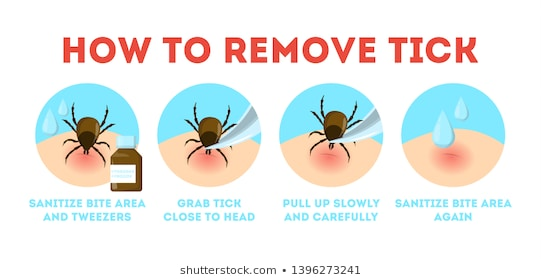 HOW TO REMOVE TICK
SANITIZE BITE AREA
AND TWEEZERS
GRAB TICK
CLOSE TO HEAD
PULL UP SLOWLY
AND CAREFULLY
SANITIZE BITE AREA
AGAIN
shutterstock.com • 1396273241